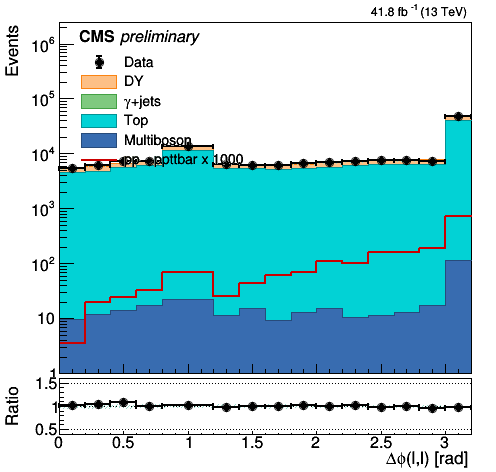 41.8 fb⁻¹ (13 TeV)
CMS preliminary
Data
DY
γ+jets
Top
Multiboson
pp→ppttbar x 1000
Events
10⁶
10⁵
10⁴
10³
10²
10
1
Ratio
1.5
1
0.5
0 0.5 1 1.5 2 2.5 3
Δϕ(l,l) [rad]